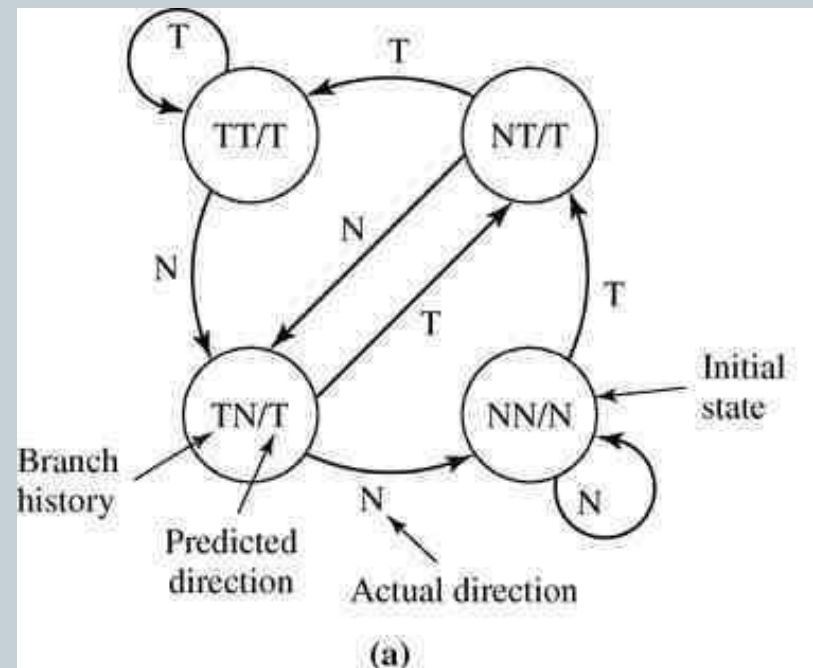 T
T
TT/T
NT/T
N
N
T
T
TN/T
NN/N
Initial
state
Branch
history
N
N
Predicted
direction
Actual direction
(a)